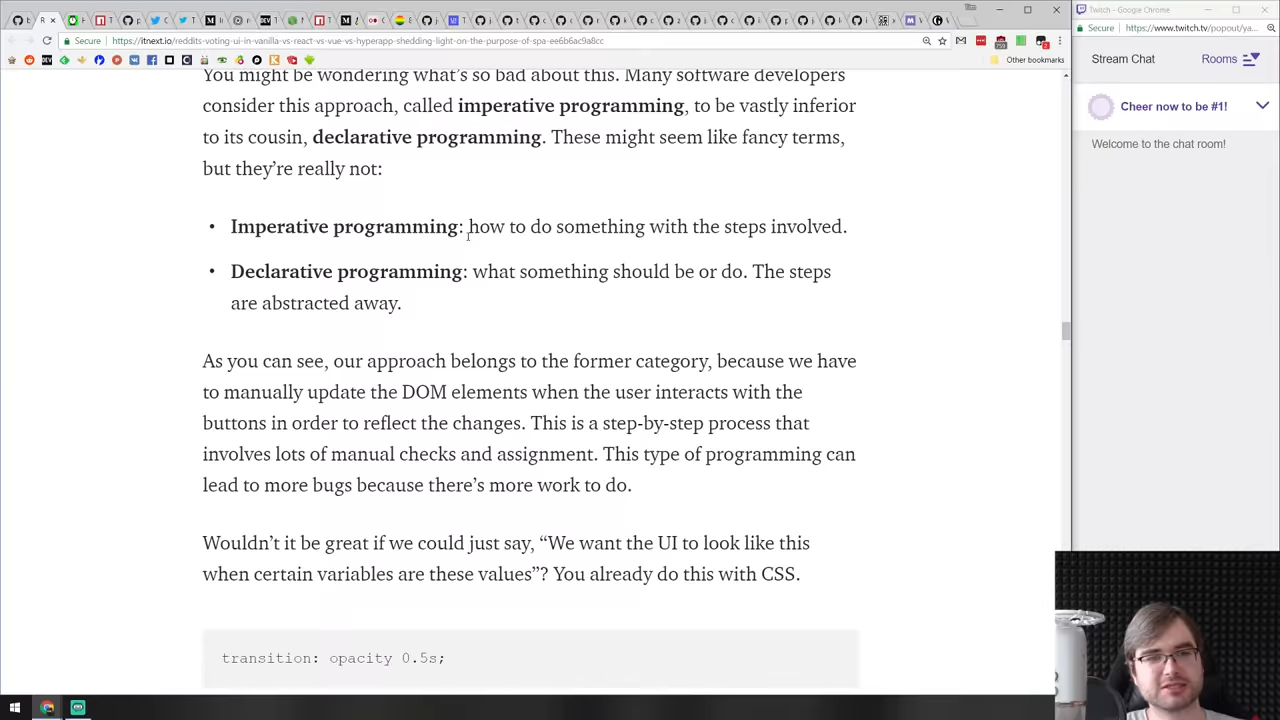 Secure
https://itnext.io/reddits-voting-ui-in-vanilla-vs-react-vs-vue-vs-hyperapp-shedding-light-on-the-purpose-of-spa-ee6b6ac9a8cc
Other bookmarks
You might be wondering what's so bad about this. Many software developers
consider this approach, called imperative programming, to be vastly inferior
to its cousin, declarative programming. These might seem like fancy terms,
but they're really not:
• Imperative programming: how to do something with the steps involved.
• Declarative programming: what something should be or do. The steps
are abstracted away.
As you can see, our approach belongs to the former category, because we have
to manually update the DOM elements when the user interacts with the
buttons in order to reflect the changes. This is a step-by-step process that
involves lots of manual checks and assignment. This type of programming can
lead to more bugs because there's more work to do.
Wouldn't it be great if we could just say, “We want the UI to look like this
when certain variables are these values”? You already do this with CSS.
transition: opacity 0.5s;
Twitch - Google Chrome
Secure
https://www.twitch.tv/popout/ya...
Stream Chat
Rooms
Cheer now to be #1!
Welcome to the chat room!